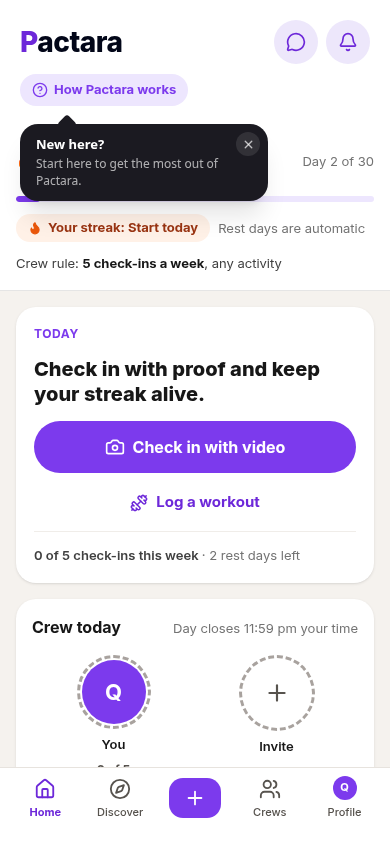 Pactara
How Pactara works
New here?
Start here to get the most out of
Pactara.
Day 2 of 30
Your streak: Start today
Rest days are automatic
Crew rule: 5 check-ins a week, any activity
TODAY
Check in with proof and keep
your streak alive.
Check in with video
Log a workout
0 of 5 check-ins this week · 2 rest days left
Crew today
Day closes 11:59 pm your time
Q
You
Invite
Home
Discover
Crews
Q
Profile